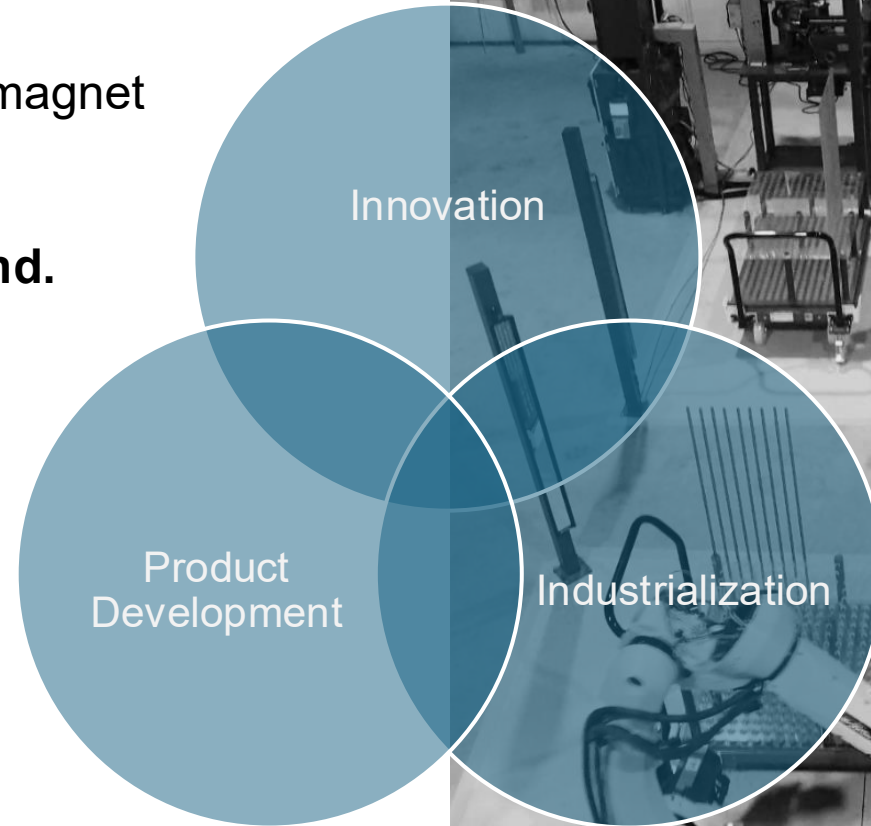 magnet
nd.
Innovation
Product
Development
Industrialization